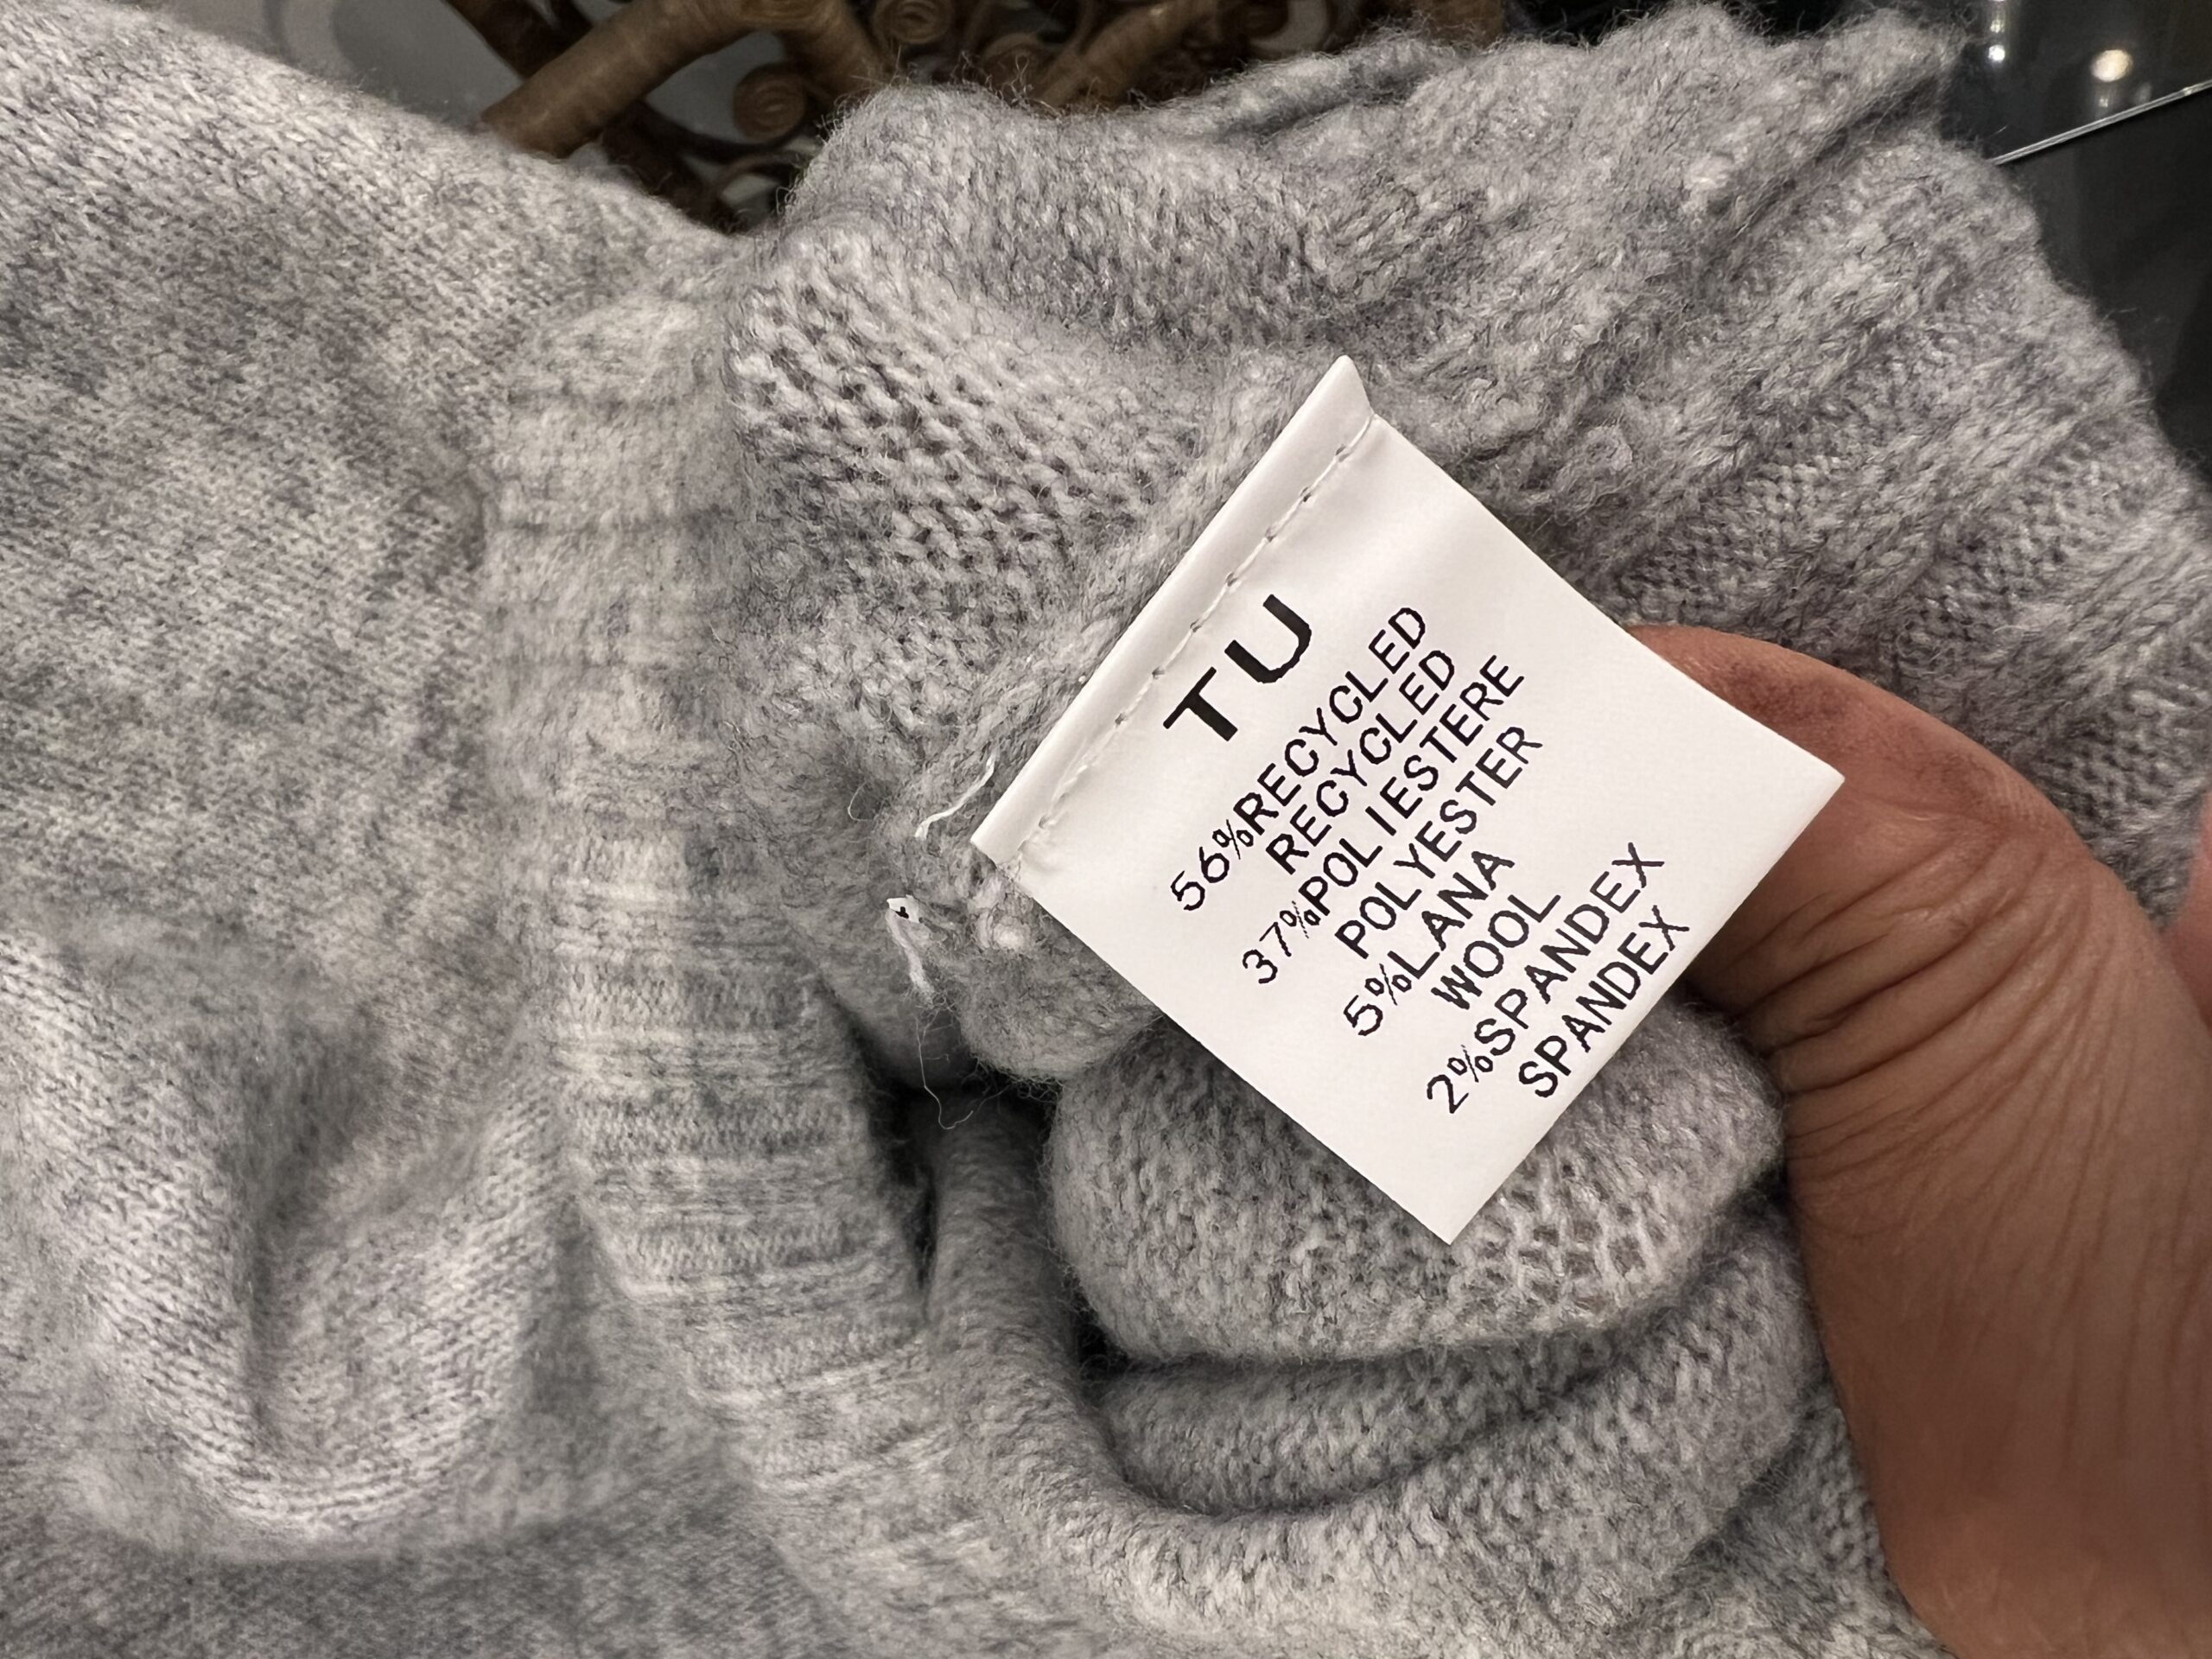 TU
56%RECYCLED
RECYCLED
37%POLIESTERE
POLYESTER
5%LANA
WOOL
2%SPANDEX
SPANDEX